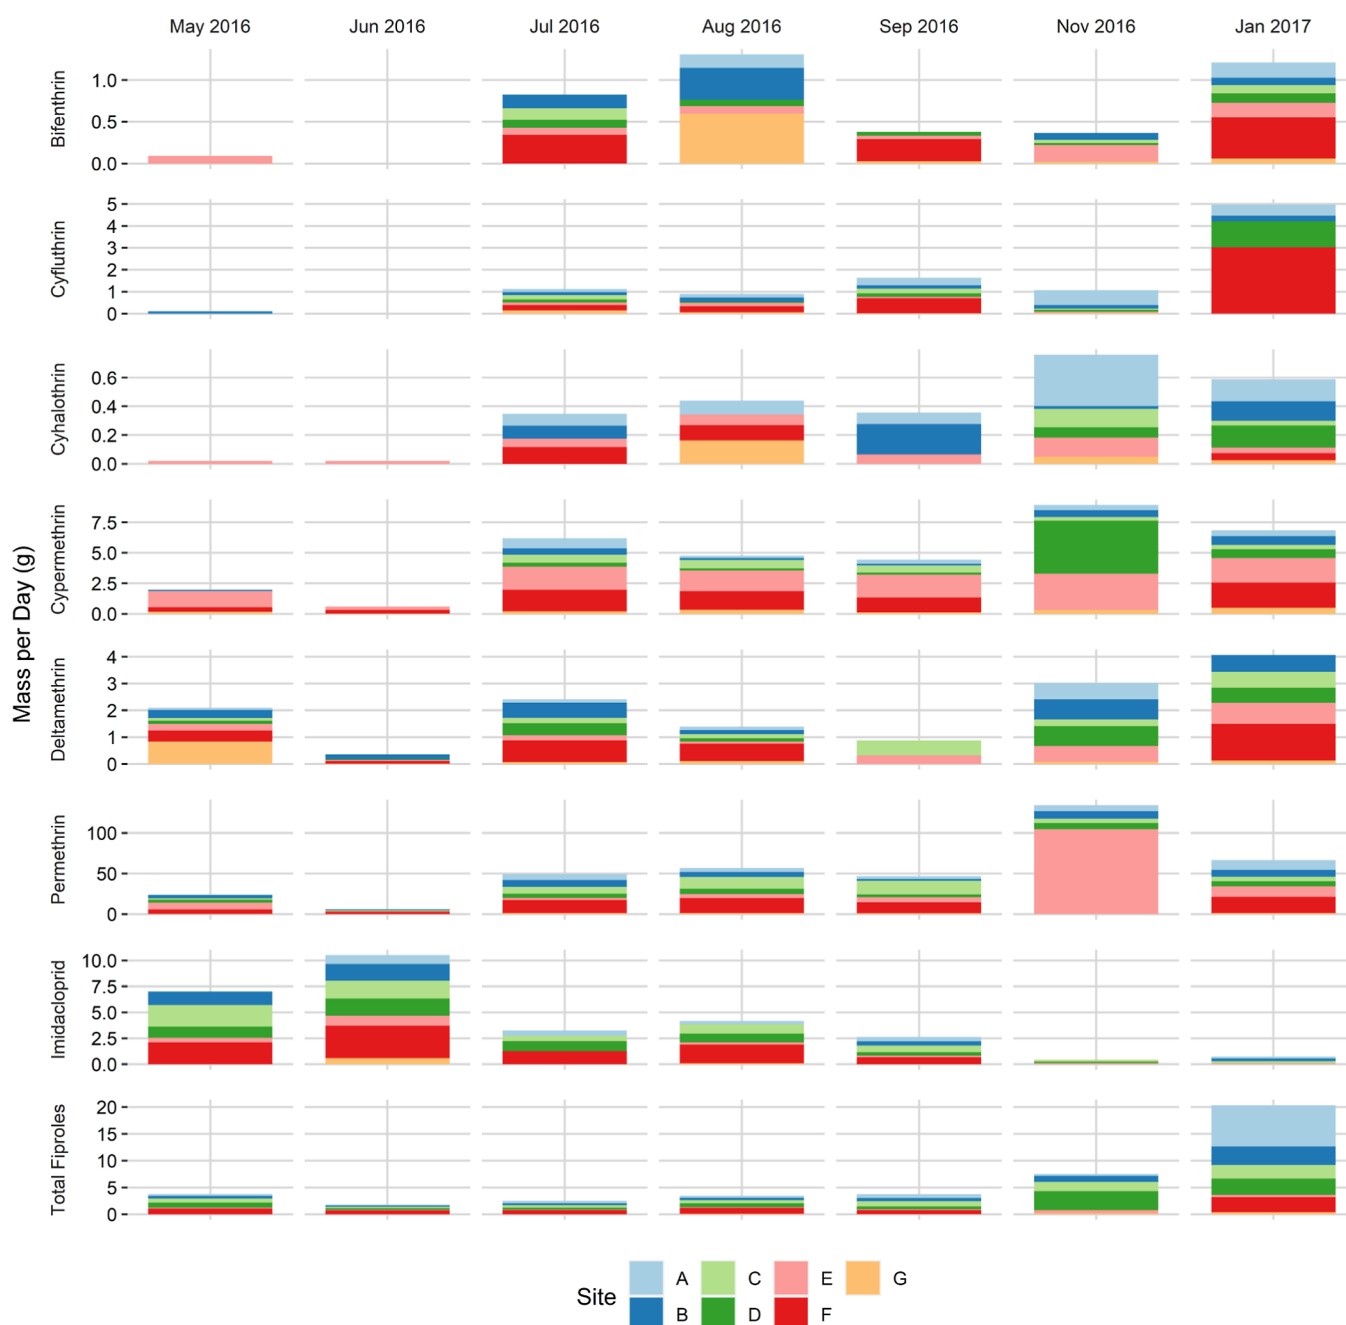 May 2016 Jun 2016 Jul 2016 Aug 2016 Sep 2016 Nov 2016 Jan 2017
Mass per Day (g)
Bifenthrin
1.0
0.5
0.0
Cyfluthrin
5
4
3
2
1
0
Cyhalothrin
0.6
0.4
0.2
0.0
Cypermethrin
7.5
5.0
2.5
0.0
Deltamethrin
4
3
2
1
0
Permethrin
100
50
0
Imidacloprid
10.0
7.5
5.0
2.5
0.0
Total Fiproles
20
15
10
5
0
Site
A C E G
B D F